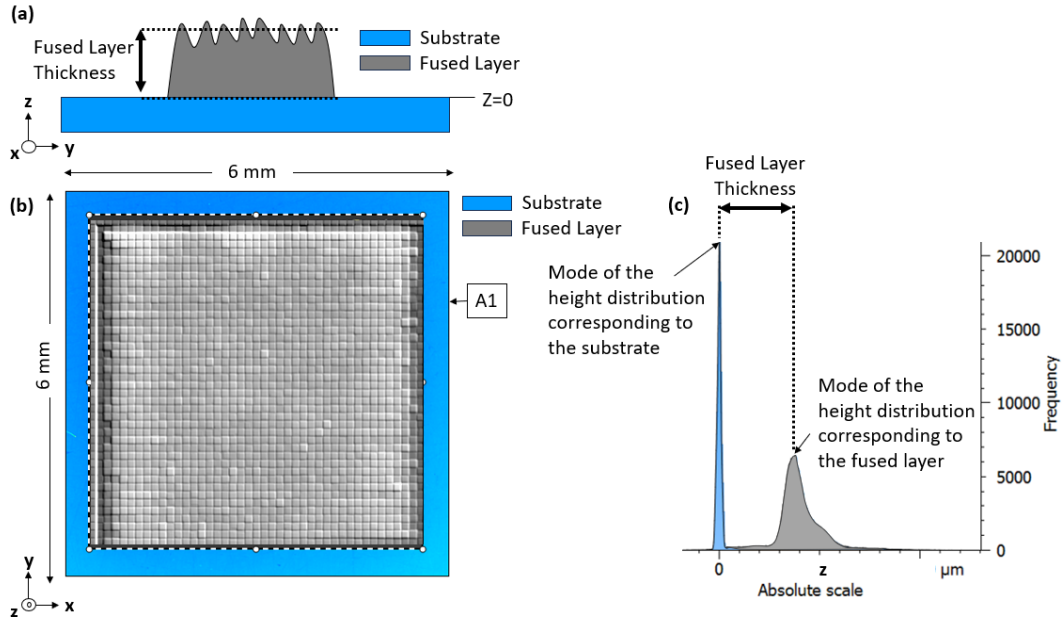 (a)
Fused Layer
Thickness
Substrate
Fused Layer
Z=0
z
x
y
6 mm
(b)
Substrate
Fused Layer
A1
6 mm
y
z
x
(c)
Fused Layer
Thickness
Mode of the
height distribution
corresponding to
the substrate
Mode of the
height distribution
corresponding to
the fused layer
20000
15000
10000
5000
0
Frequency
0
z
µm
Absolute scale